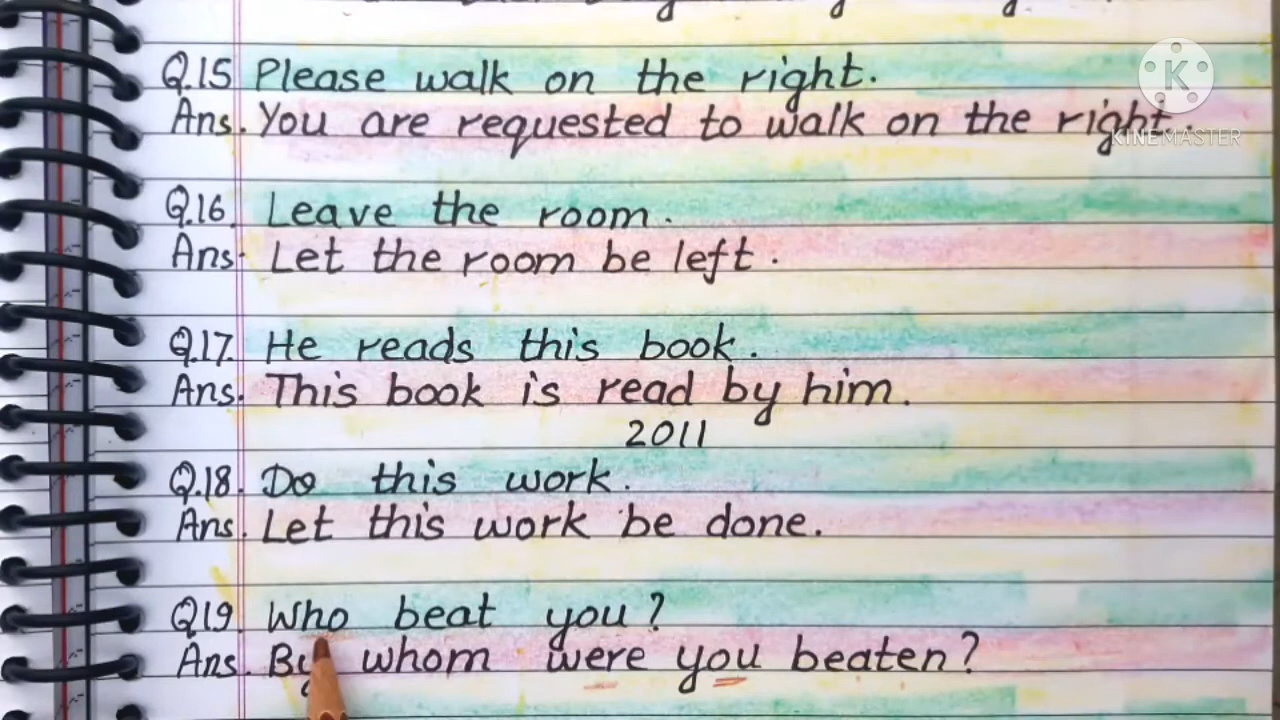 Q.15 Please walk on the right.
Ans. You are requested to walk on the right.
KINEMASTER
Q.16. Leave the room.
Ans. Let the room be left.
Q.17. He reads this book.
Ans. This book is read by him.
2011
Q.18. Do this work.
Ans. Let this work be done.
Q19. Who beat you?
Ans. By whom were you beaten?